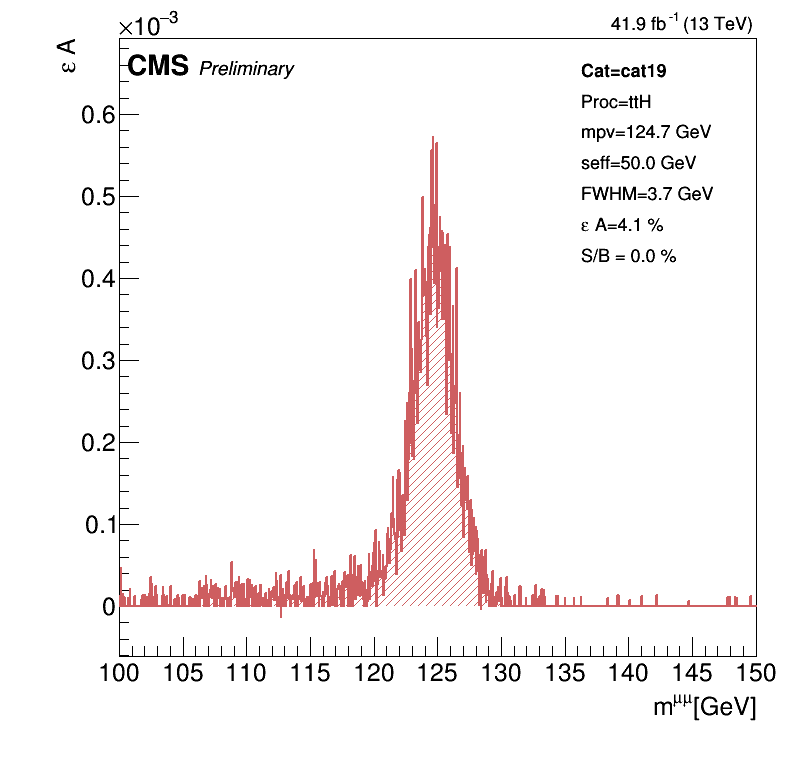 ×10⁻³
41.9 fb⁻¹ (13 TeV)
ε A
CMS Preliminary
Cat=cat19
Proc=ttH
mpv=124.7 GeV
seff=50.0 GeV
FWHM=3.7 GeV
ε A=4.1 %
S/B = 0.0 %
0.6
0.5
0.4
0.3
0.2
0.1
0
100 105 110 115 120 125 130 135 140 145 150
m^μμ[GeV]